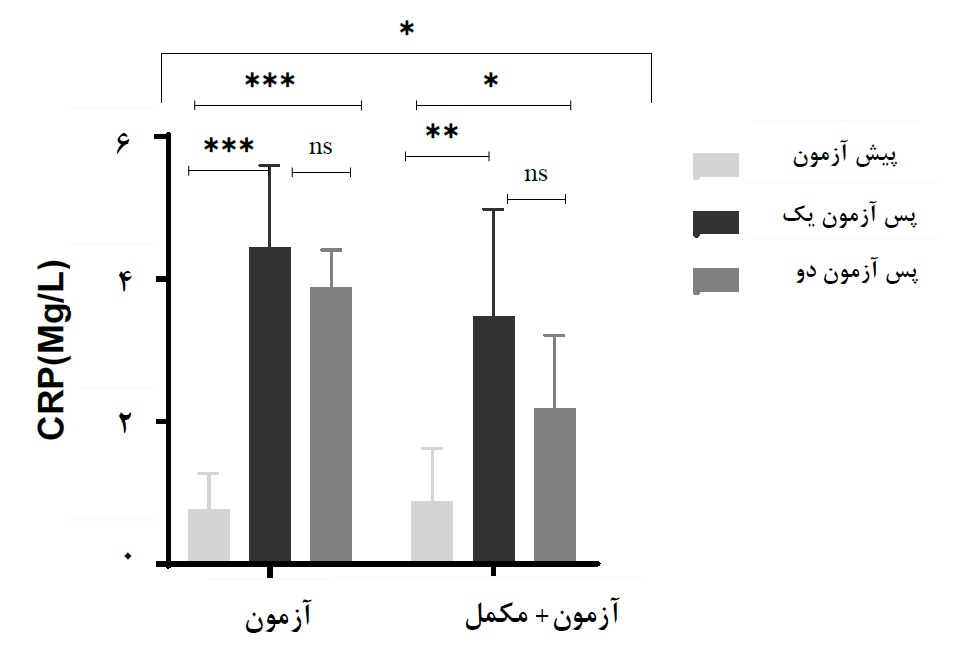 *
***
*
***
ns
**
ns
۶
۴
۲
۰
CRP(Mg/L)
پیش آزمون
پس آزمون یک
پس آزمون دو
آزمون
آزمون + مکمل